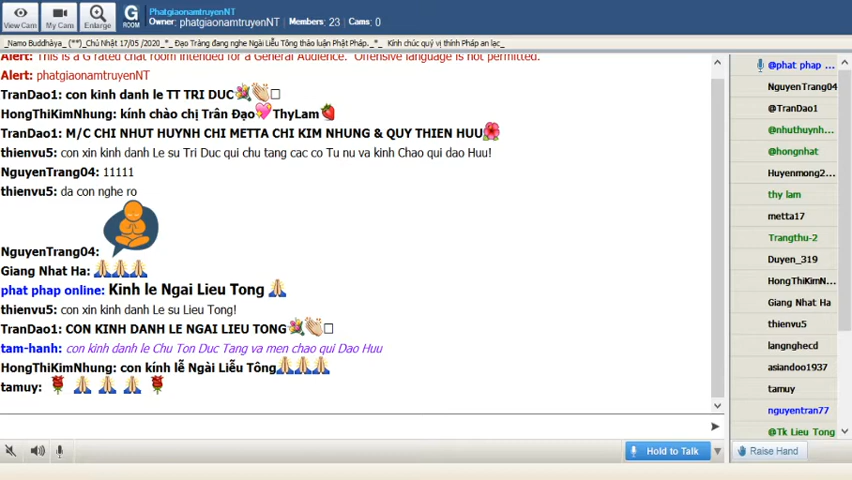 View Cam
My Cam
Enlarge
G
ROOM
PhatgiaonamtruyenNT
Owner: phatgiaonamtruyenNT Members: 23 Cams: 0
_Namo Buddhàya_ (**)_Chủ Nhật 17/05 /2020_*_ Đạo Tràng đang nghe Ngài Liễu Tông thảo luận Phật Pháp._*_ Kính chúc quý vị thính Pháp an lạc_
Alert: This is a G rated chat room intended for a General Audience. Offensive language is not permitted.
Alert: phatgiaonamtruyenNT
TranDao1: con kinh danh le TT TRI DUC
HongThiKimNhung: kính chào chị Trân Đạo ThyLam
TranDao1: M/C CHI NHUT HUYNH CHI METTA CHI KIM NHUNG & QUY THIEN HUU
thienvu5: con xin kinh danh Le su Tri Duc qui chu tang cac co Tu nu va kinh Chao qui dao Huu!
NguyenTrang04: 11111
thienvu5: da con nghe ro
NguyenTrang04:
Giang Nhat Ha:
phat phap online: Kinh le Ngai Lieu Tong
thienvu5: con xin kinh danh Le su Lieu Tong!
TranDao1: CON KINH DANH LE NGAI LIEU TONG
tam-hanh: con kinh danh le Chu Ton Duc Tang va men chao qui Dao Huu
HongThiKimNhung: con kính lễ Ngài Liễu Tông
tamuy:
@phat phap ...
NguyenTrang04
@TranDao1
@nhuthuynh...
@hongnhat
Huyenmong2...
thy lam
metta17
Trangthu-2
Duyen_319
HongThiKimN...
Giang Nhat Ha
thienvu5
langnghecd
asiandoo1937
tamuy
nguyentran77
@Tk Lieu Tong
Hold to Talk
Raise Hand